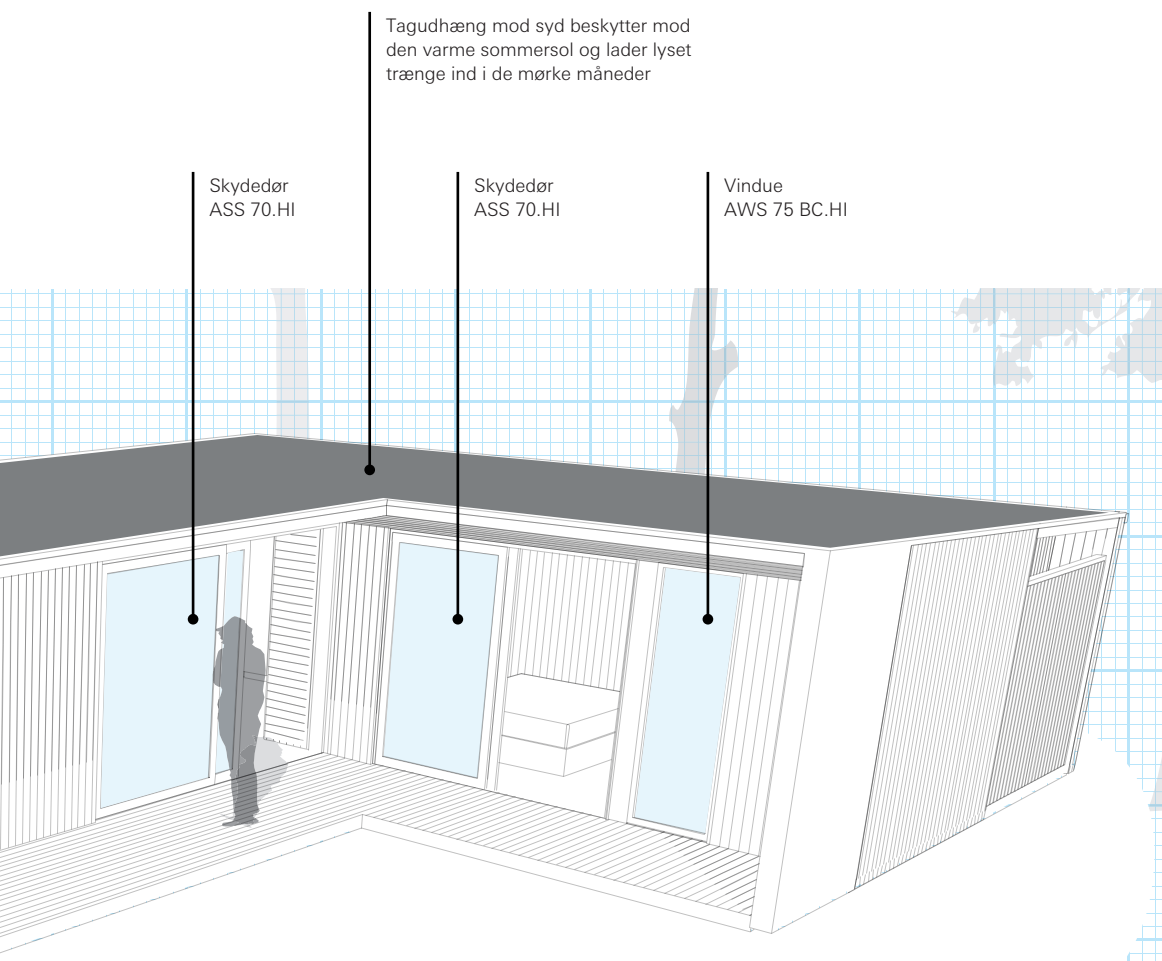 Tagudhæng mod syd beskytter mod
den varme sommersol og lader lyset
trænge ind i de mørke måneder
Skydedør
ASS 70.HI
Skydedør
ASS 70.HI
Vindue
AWS 75 BC.HI